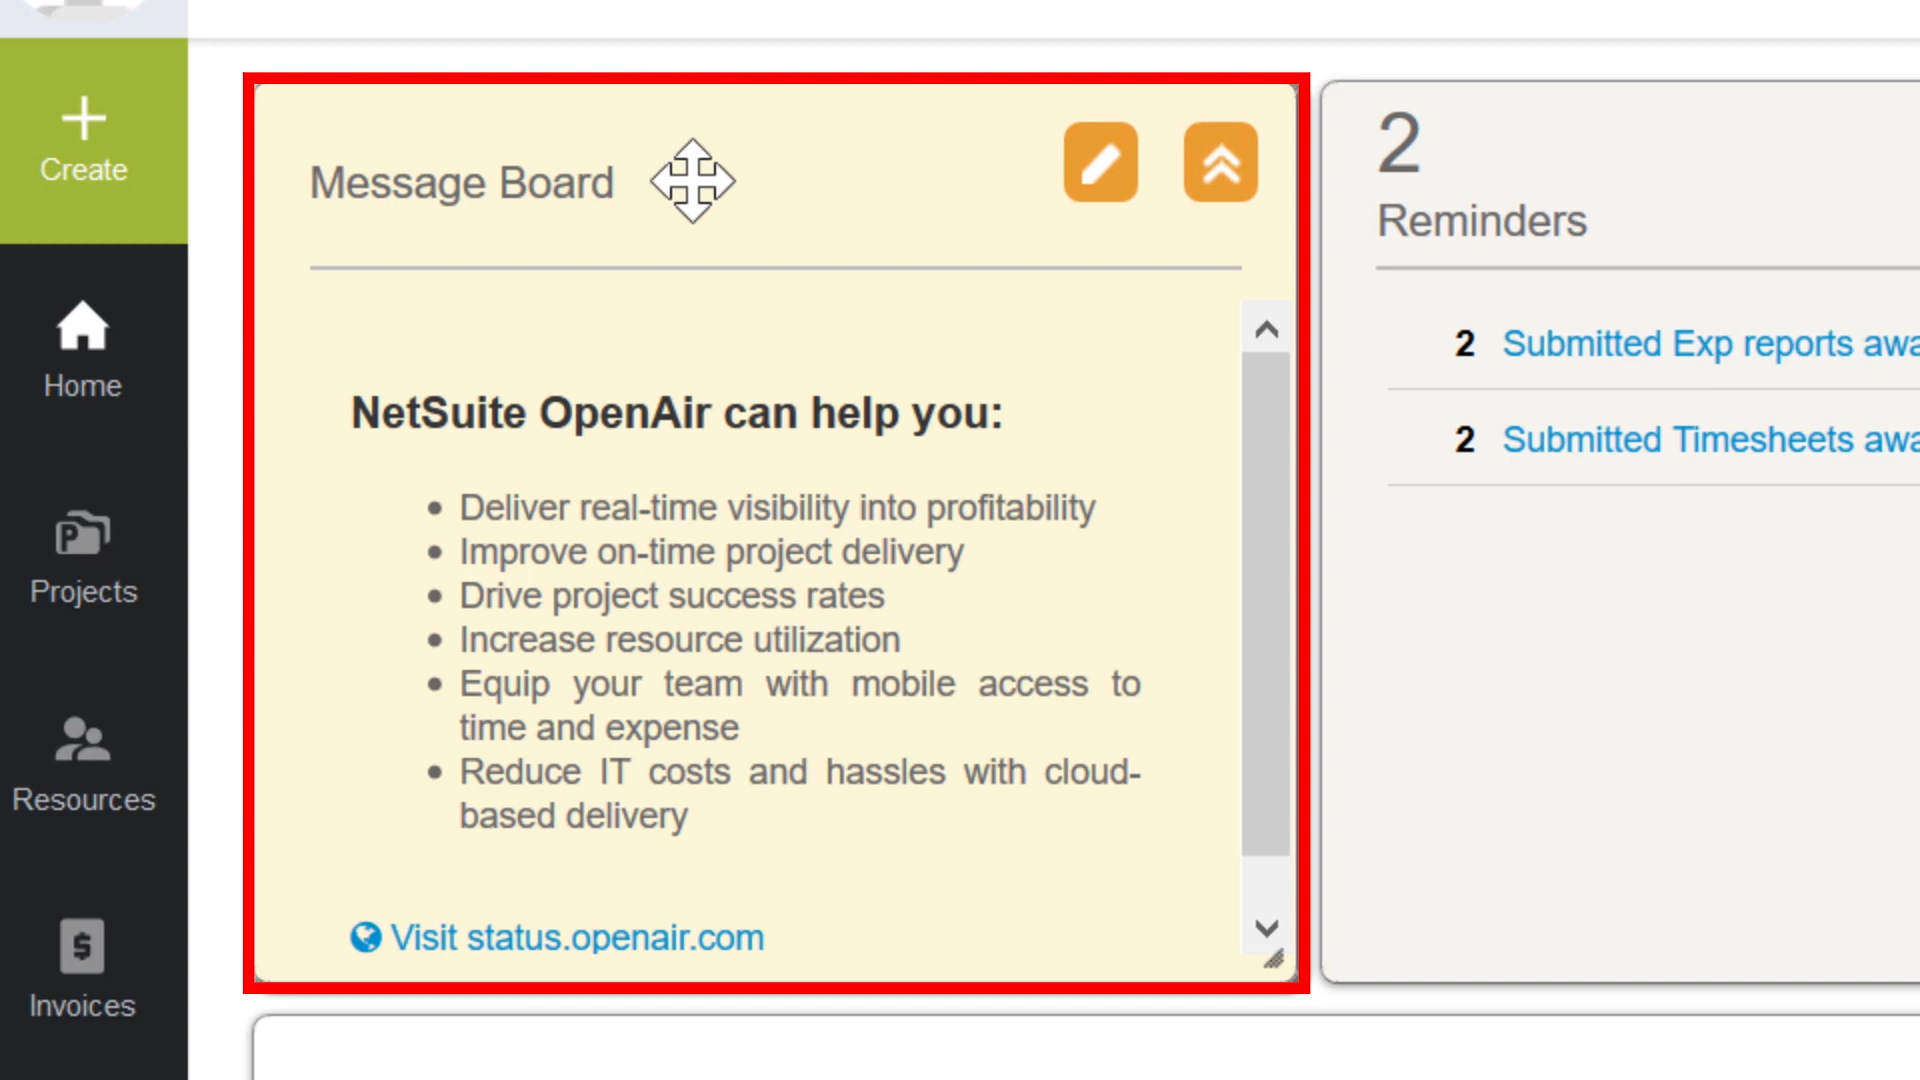 Create
Home
Projects
Resources
Invoices
Message Board
NetSuite OpenAir can help you:
• Deliver real-time visibility into profitability
• Improve on-time project delivery
• Drive project success rates
• Increase resource utilization
• Equip your team with mobile access to
time and expense
• Reduce IT costs and hassles with cloud-
based delivery
Visit status.openair.com
2
Reminders
2 Submitted Exp reports awa
2 Submitted Timesheets awa